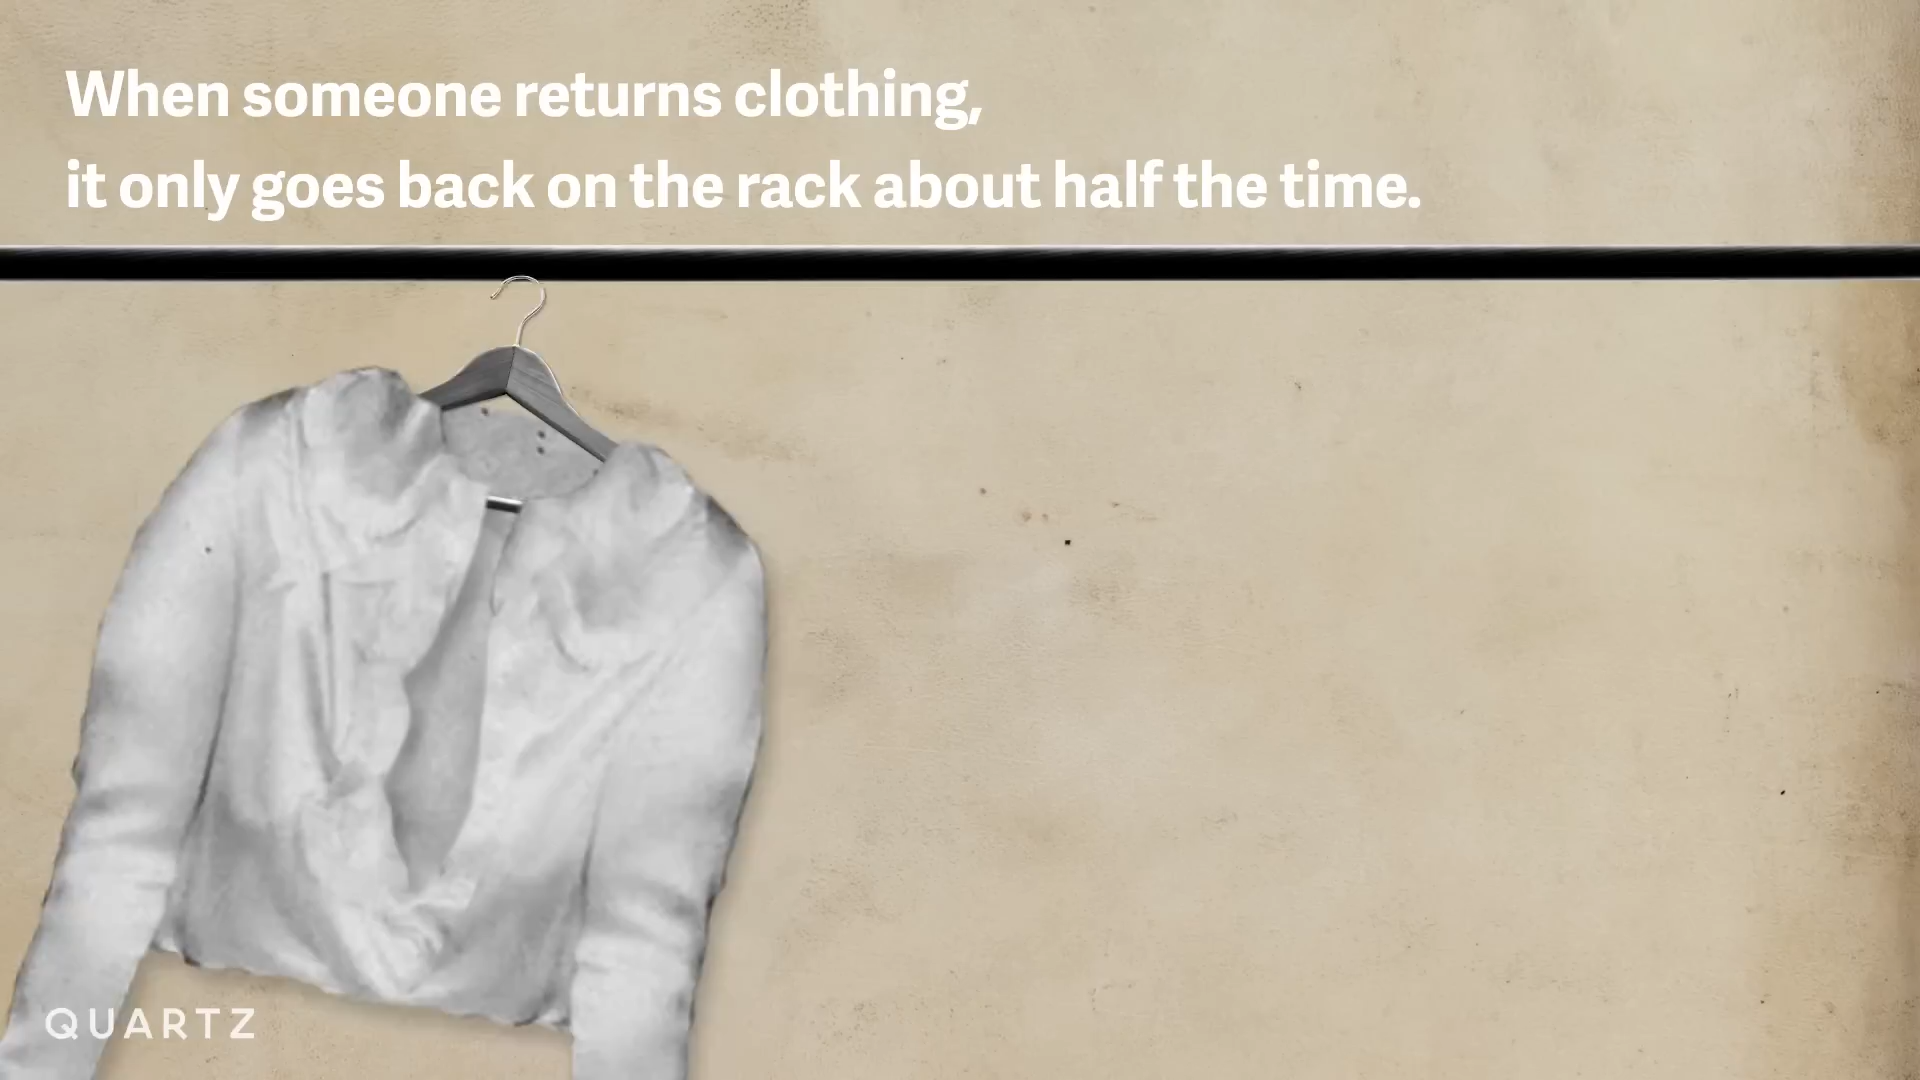 When someone returns clothing,
it only goes back on the rack about half the time.
QUARTZ